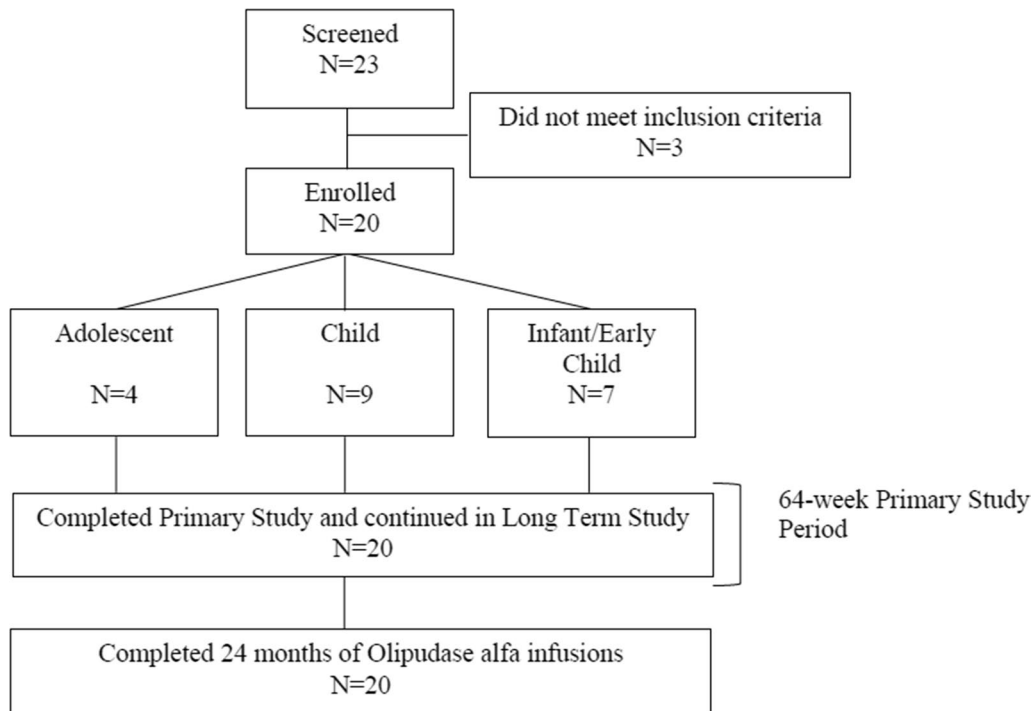 Screened
N=23
Did not meet inclusion criteria
N=3
Enrolled
N=20
Adolescent
N=4
Child
N=9
Infant/Early
Child
N=7
Completed Primary Study and continued in Long Term Study
N=20
64-week Primary Study
Period
Completed 24 months of Olipudase alfa infusions
N=20